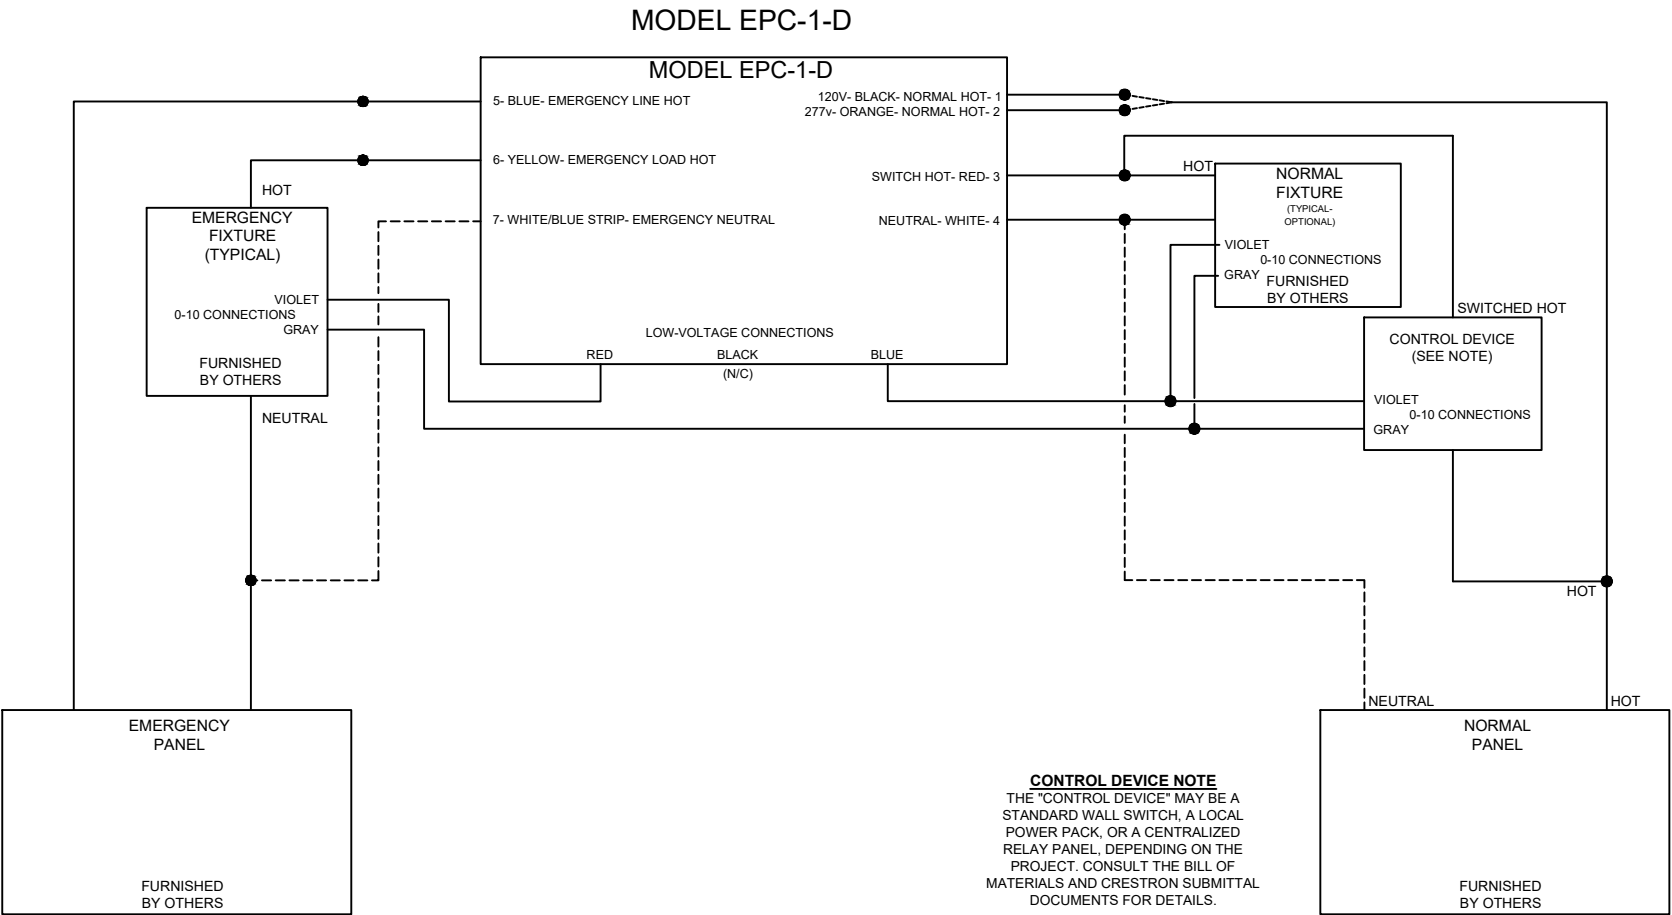 MODEL EPC-1-D
MODEL EPC-1-D
5- BLUE- EMERGENCY LINE HOT
6- YELLOW- EMERGENCY LOAD HOT
7- WHITE/BLUE STRIP- EMERGENCY NEUTRAL
120V- BLACK- NORMAL HOT- 1
277v- ORANGE- NORMAL HOT- 2
SWITCH HOT- RED- 3
NEUTRAL- WHITE- 4
LOW-VOLTAGE CONNECTIONS
RED
BLACK
BLUE
(N/C)
HOT
EMERGENCY
FIXTURE
(TYPICAL)
VIOLET
0-10 CONNECTIONS
GRAY
FURNISHED
BY OTHERS
NEUTRAL
HOT
NORMAL
FIXTURE
(TYPICAL-
OPTIONAL)
VIOLET
0-10 CONNECTIONS
GRAY
FURNISHED
BY OTHERS
SWITCHED HOT
CONTROL DEVICE
(SEE NOTE)
VIOLET
0-10 CONNECTIONS
GRAY
HOT
EMERGENCY
PANEL
FURNISHED
BY OTHERS
CONTROL DEVICE NOTE
THE "CONTROL DEVICE" MAY BE A
STANDARD WALL SWITCH, A LOCAL
POWER PACK, OR A CENTRALIZED
RELAY PANEL, DEPENDING ON THE
PROJECT. CONSULT THE BILL OF
MATERIALS AND CRESTRON SUBMITTAL
DOCUMENTS FOR DETAILS.
NEUTRAL
HOT
NORMAL
PANEL
FURNISHED
BY OTHERS